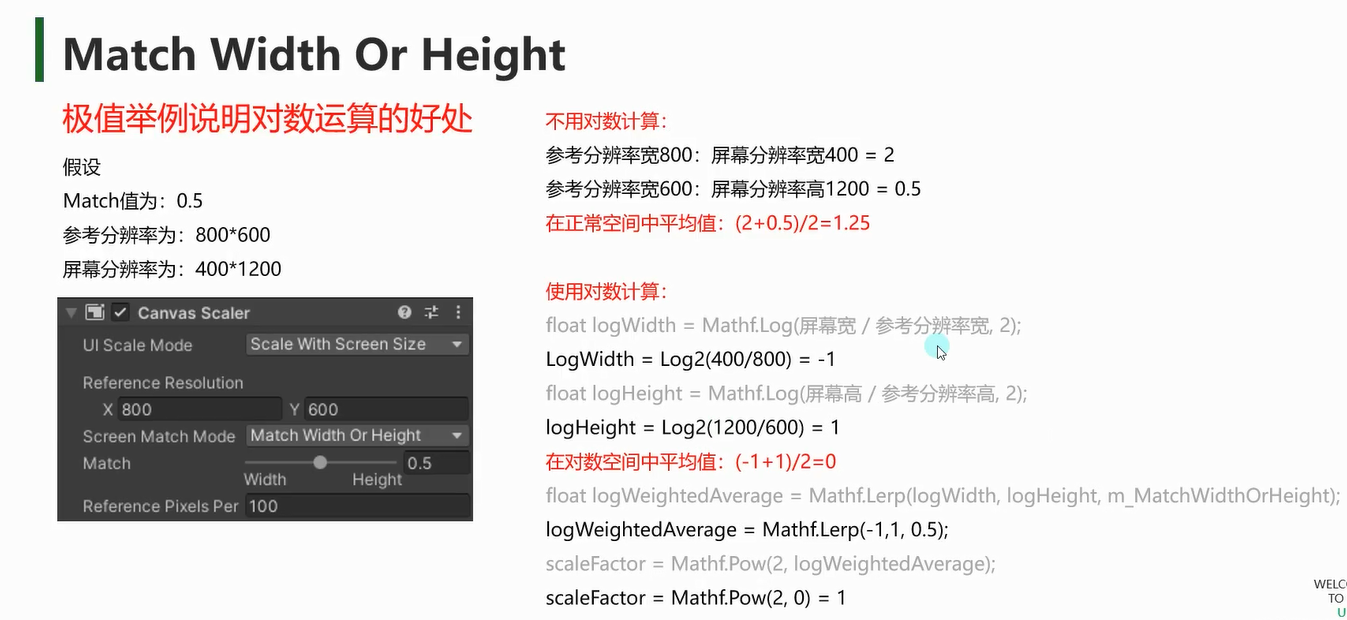 Match Width Or Height
极值举例说明对数运算的好处
假设
Match值为：0.5
参考分辨率为：800*600
屏幕分辨率为：400*1200
Canvas Scaler
UI Scale Mode Scale With Screen Size
Reference Resolution
X 800 Y 600
Screen Match Mode Match Width Or Height
Match 0.5
Width Height
Reference Pixels Per 100
不用对数计算：
参考分辨率宽800：屏幕分辨率宽400 = 2
参考分辨率宽600：屏幕分辨率高1200 = 0.5
在正常空间中平均值：(2+0.5)/2=1.25
使用对数计算：
float logWidth = Mathf.Log(屏幕宽 / 参考分辨率宽, 2);
LogWidth = Log2(400/800) = -1
float logHeight = Mathf.Log(屏幕高 / 参考分辨率高, 2);
logHeight = Log2(1200/600) = 1
在对数空间中平均值：(-1+1)/2=0
float logWeightedAverage = Mathf.Lerp(logWidth, logHeight, m_MatchWidthOrHeight);
logWeightedAverage = Mathf.Lerp(-1,1, 0.5);
scaleFactor = Mathf.Pow(2, logWeightedAverage);
scaleFactor = Mathf.Pow(2, 0) = 1
WELC
TO
U